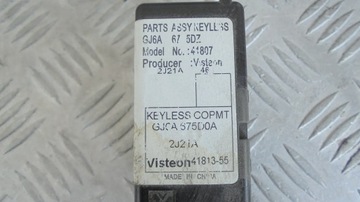 PARTS ASSY KEYLESS
GJ6A 67 5DZ
Model No.:41807
Producer :Visteon
2J21A 46
KEYLESS COPMT
GJ6A 675D0A
2J21A
Visteon 41813-55
MADE IN CHINA